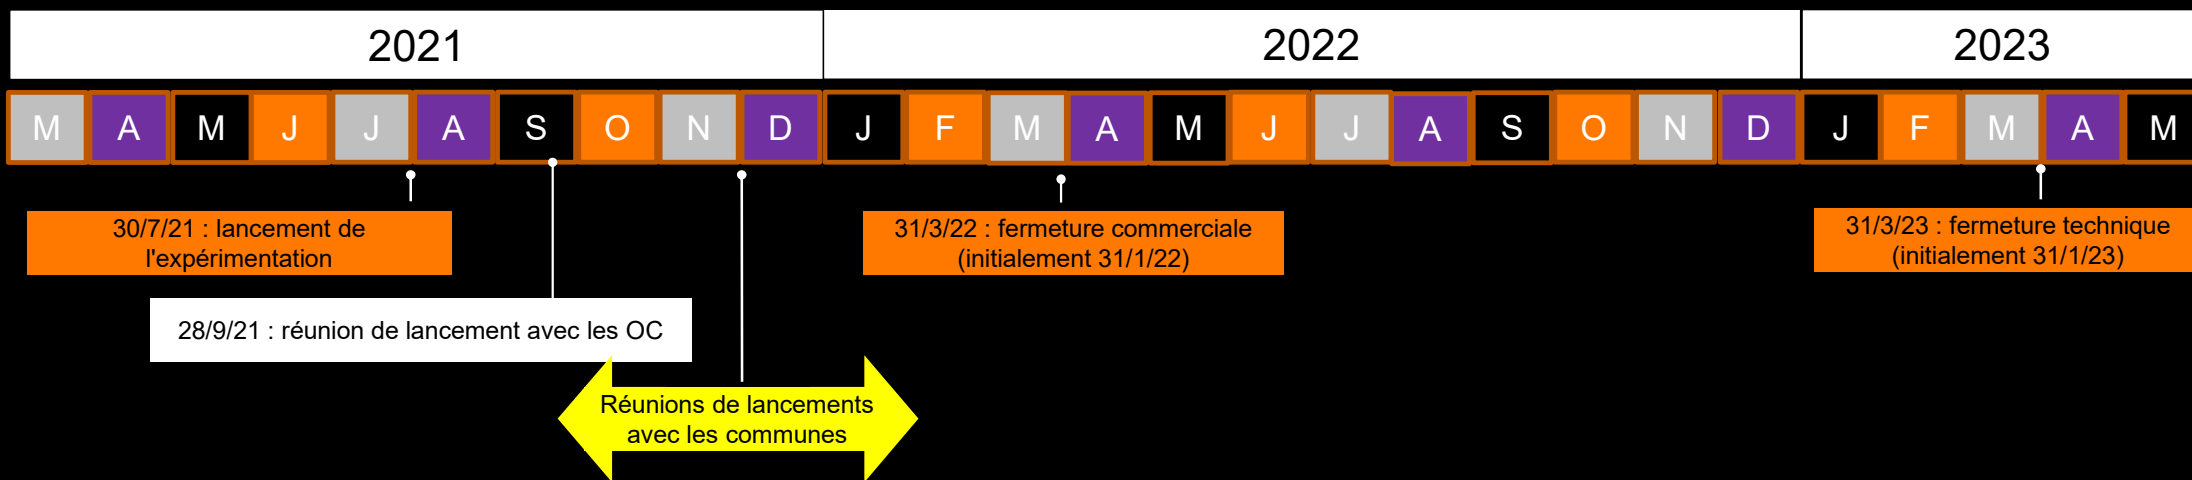 2021
2022
2023
M A M J J A S O N D J F M A M J J A S O N D J F M A M
30/7/21 : lancement de
l'expérimentation
31/3/22 : fermeture commerciale
(initialement 31/1/22)
31/3/23 : fermeture technique
(initialement 31/1/23)
28/9/21 : réunion de lancement avec les OC
Réunions de lancements
avec les communes